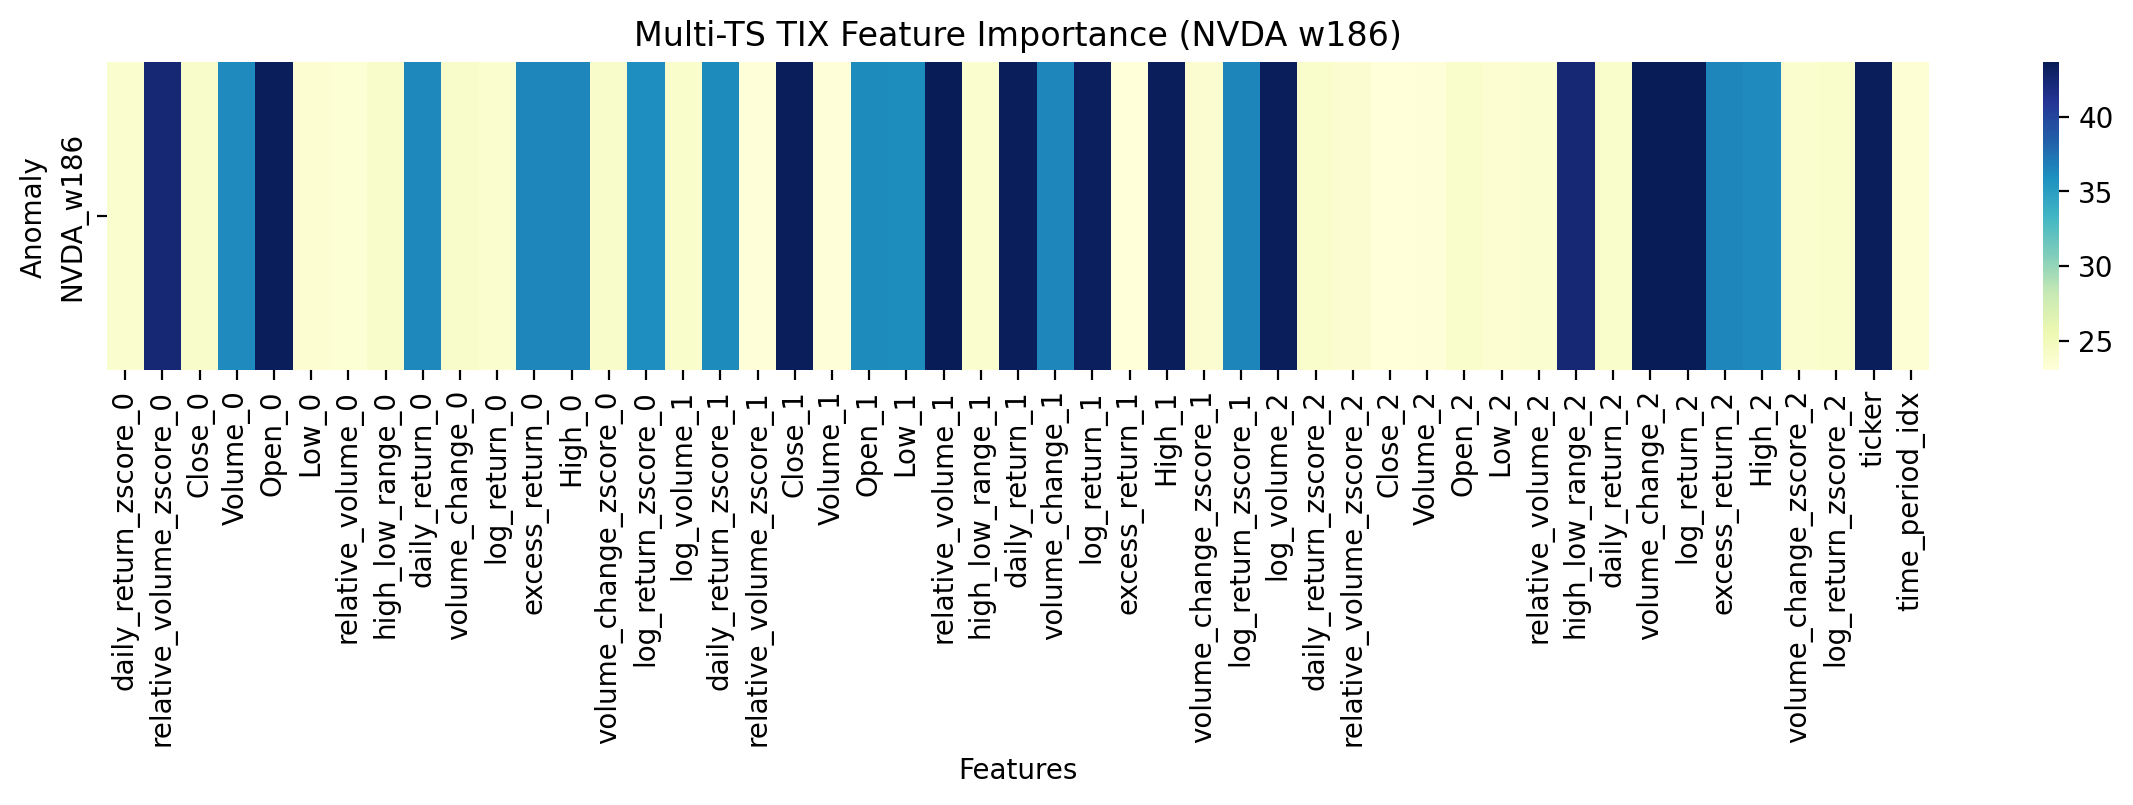 Multi-TS TIX Feature Importance (NVDA w186)
Anomaly
NVDA_w186
40
35
30
25
daily_return_zscore_0
relative_volume_zscore_0
Close_0
Volume_0
Open_0
Low_0
relative_volume_0
high_low_range_0
daily_return_0
volume_change_0
log_return_0
excess_return_0
High_0
volume_change_zscore_0
log_return_zscore_0
log_volume_1
daily_return_zscore_1
relative_volume_zscore_1
Close_1
Volume_1
Open_1
Low_1
relative_volume_1
high_low_range_1
daily_return_1
volume_change_1
log_return_1
excess_return_1
High_1
volume_change_zscore_1
log_return_zscore_1
log_volume_2
daily_return_zscore_2
relative_volume_zscore_2
Close_2
Volume_2
Open_2
Low_2
relative_volume_2
high_low_range_2
daily_return_2
volume_change_2
log_return_2
excess_return_2
High_2
volume_change_zscore_2
log_return_zscore_2
ticker
time_period_idx
Features